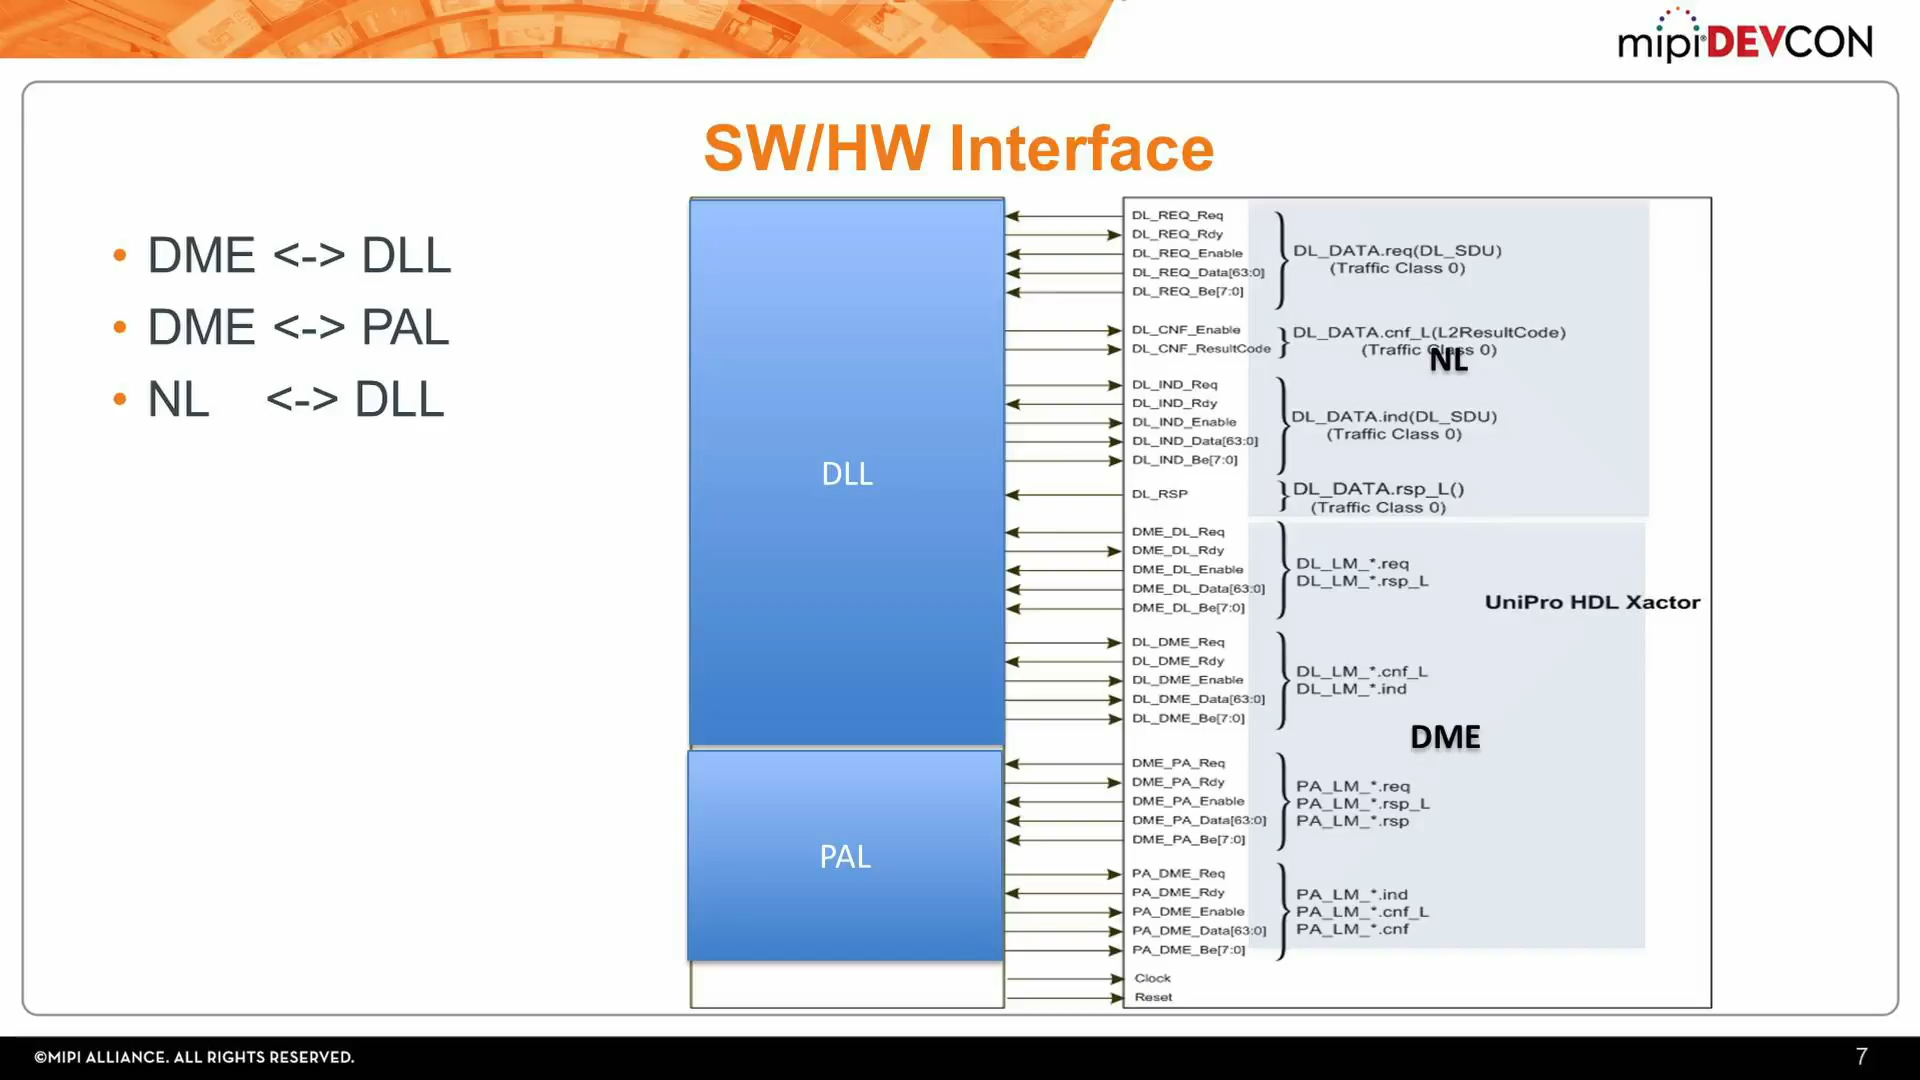 mipi DEVCON
SW/HW Interface
• DME <-> DLL
• DME <-> PAL
• NL <-> DLL
DLL
PAL
DL_REQ_Req
DL_REQ_Rdy
DL_REQ_Enable
DL_REQ_Data[63:0]
DL_REQ_Be[7:0]
DL_DATA.req(DL_SDU)
(Traffic Class 0)
DL_CNF_Enable
DL_CNF_ResultCode
DL_DATA.cnf_L(L2ResultCode)
(Traffic Class 0)
NL
DL_IND_Req
DL_IND_Rdy
DL_IND_Enable
DL_IND_Data[63:0]
DL_IND_Be[7:0]
DL_DATA.ind(DL_SDU)
(Traffic Class 0)
DL_RSP
DL_DATA.rsp_L()
(Traffic Class 0)
DME_DL_Req
DME_DL_Rdy
DME_DL_Enable
DME_DL_Data[63:0]
DME_DL_Be[7:0]
DL_LM_*.req
DL_LM_*.rsp_L
UniPro HDL Xactor
DL_DME_Req
DL_DME_Rdy
DL_DME_Enable
DL_DME_Data[63:0]
DL_DME_Be[7:0]
DL_LM_*.cnf_L
DL_LM_*.ind
DME
DME_PA_Req
DME_PA_Rdy
DME_PA_Enable
DME_PA_Data[63:0]
DME_PA_Be[7:0]
PA_LM_*.req
PA_LM_*.rsp_L
PA_LM_*.rsp
PA_DME_Req
PA_DME_Rdy
PA_DME_Enable
PA_DME_Data[63:0]
PA_DME_Be[7:0]
PA_LM_*.ind
PA_LM_*.cnf_L
PA_LM_*.cnf
Clock
Reset
©MIPI ALLIANCE. ALL RIGHTS RESERVED.
7